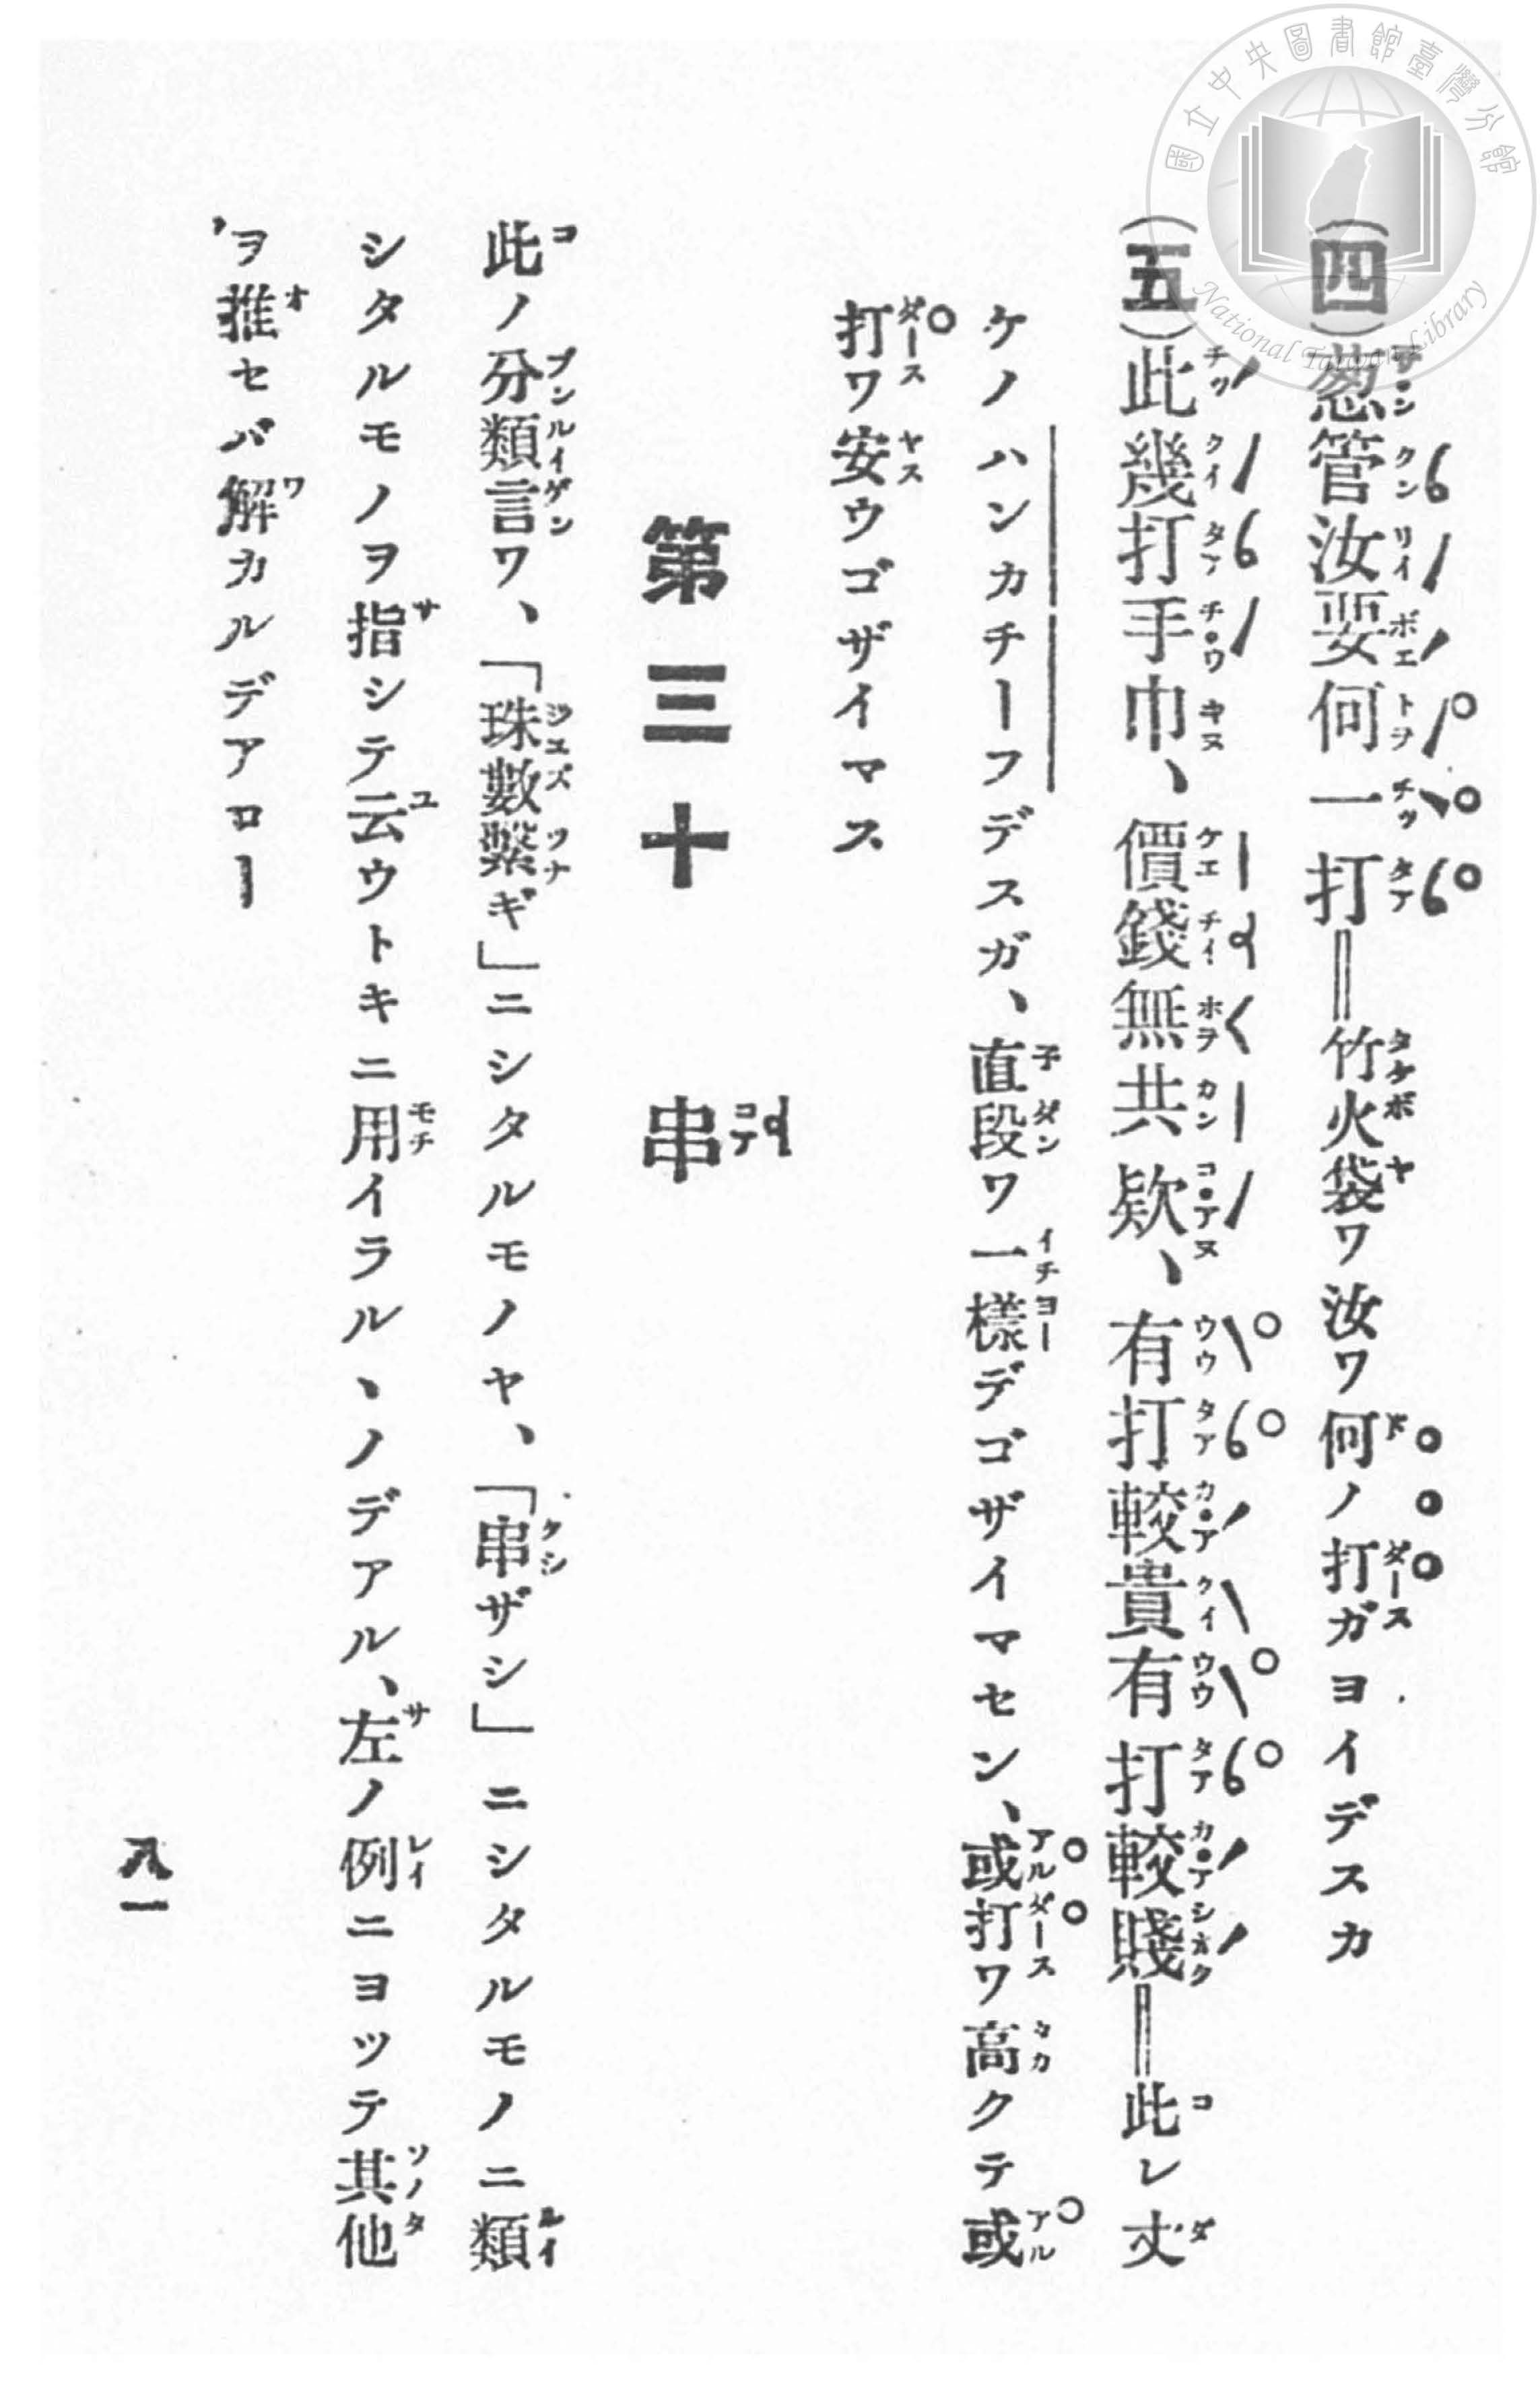 (四)葱管汝要何一打＝竹火袋ワ汝ワ何ノ打ガヨイデスカ
(五)此幾打手巾、價錢無共欵、有打較貴有打較賤＝此レ丈
ケノハンカチーフデスガ、直段ワ一樣デゴザイマセン、或打ワ高クテ或
打ワ安ウゴザイマス
第三十 串
此ノ分類言ワ、「珠數繫ギ」ニシタルモノヤ、「串ザシ」ニシタルモノニ類
シタルモノヲ指シテ云ウトキニ用イラルヽノデアル、左ノ例ニヨッテ其他
ヲ推セバ解カルデアロー
八一
國立中央圖書館臺灣分館
National Taiwan Library